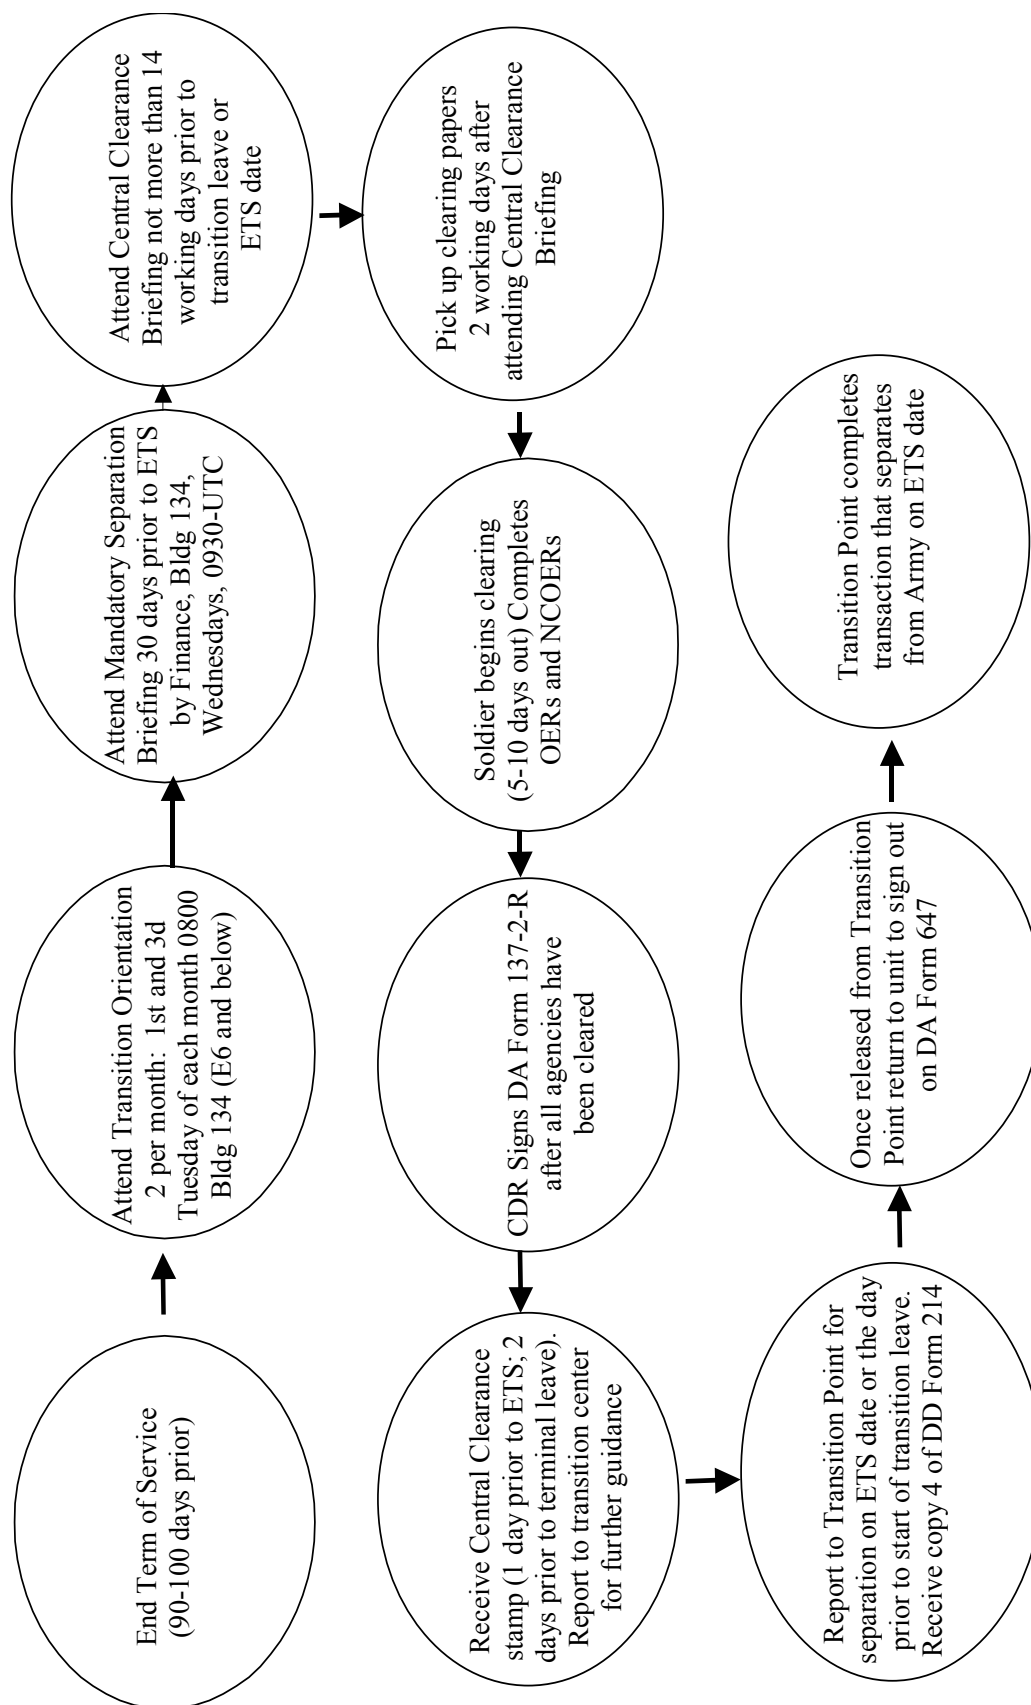 End Term of Service
(90-100 days prior)
Attend Transition Orientation
2 per month:  1st and 3d
Tuesday of each month 0800
Bldg 134 (E6 and below)
Attend Mandatory Separation
Briefing 30 days prior to ETS
by Finance, Bldg 134,
Wednesdays, 0930-UTC
Attend Central Clearance
Briefing not more than 14
working days prior to
transition leave or
ETS date
Pick up clearing papers
2 working days after
attending Central Clearance
Briefing
Soldier begins clearing
(5-10 days out) Completes
OERs and NCOERs
CDR Signs DA Form 137-2-R
after all agencies have
been cleared
Receive Central Clearance
stamp (1 day prior to ETS; 2
days prior to terminal leave).
Report to transition center
for further guidance
Report to Transition Point for
separation on ETS date or the day
prior to start of transition leave.
Receive copy 4 of DD Form 214
Once released from Transition
Point return to unit to sign out
on DA Form 647
Transition Point completes
transaction that separates
from Army on ETS date